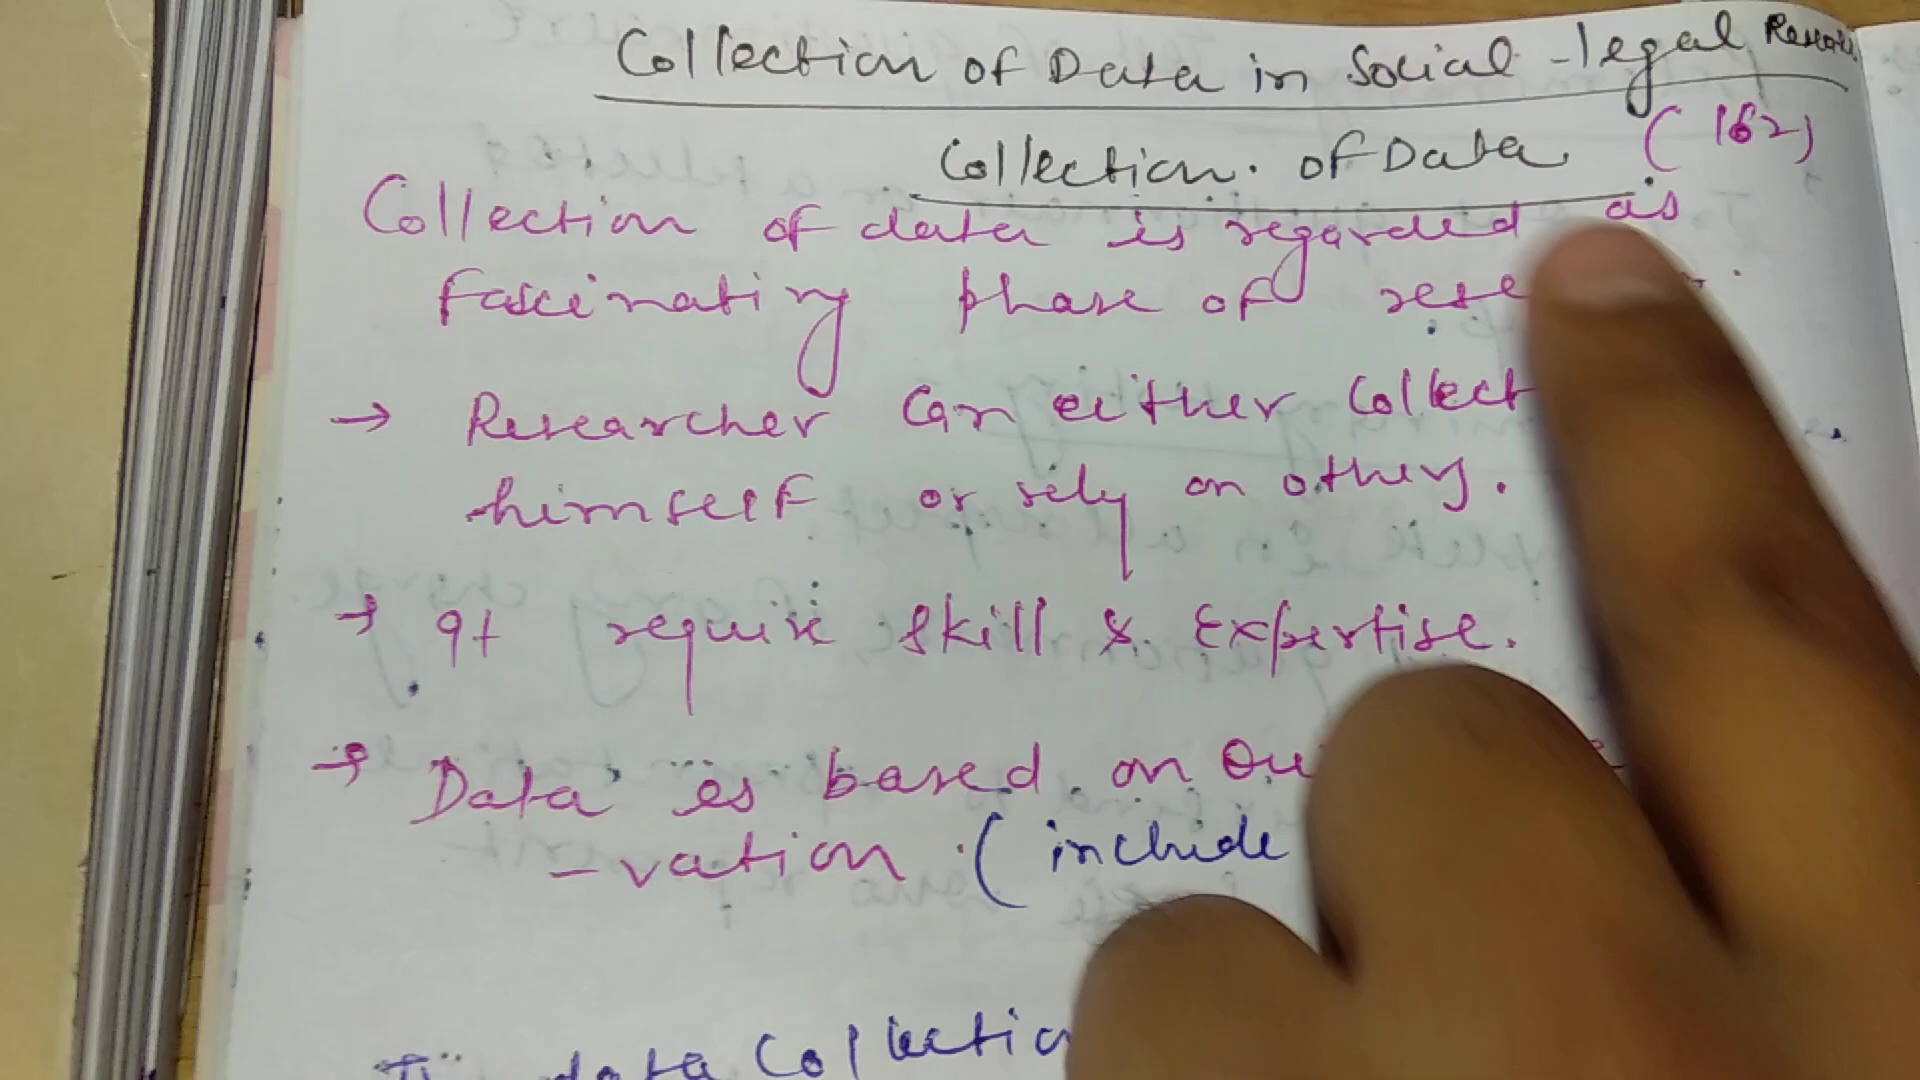 Collection of Data in Social-legal
Collection of Data (162)
Collection of data is regarded as
fascinating phase of
→ Researcher can either collect
himself or rely on others.
→ It require skill & Expertise.
→ Data is based on
-vation. (include
data